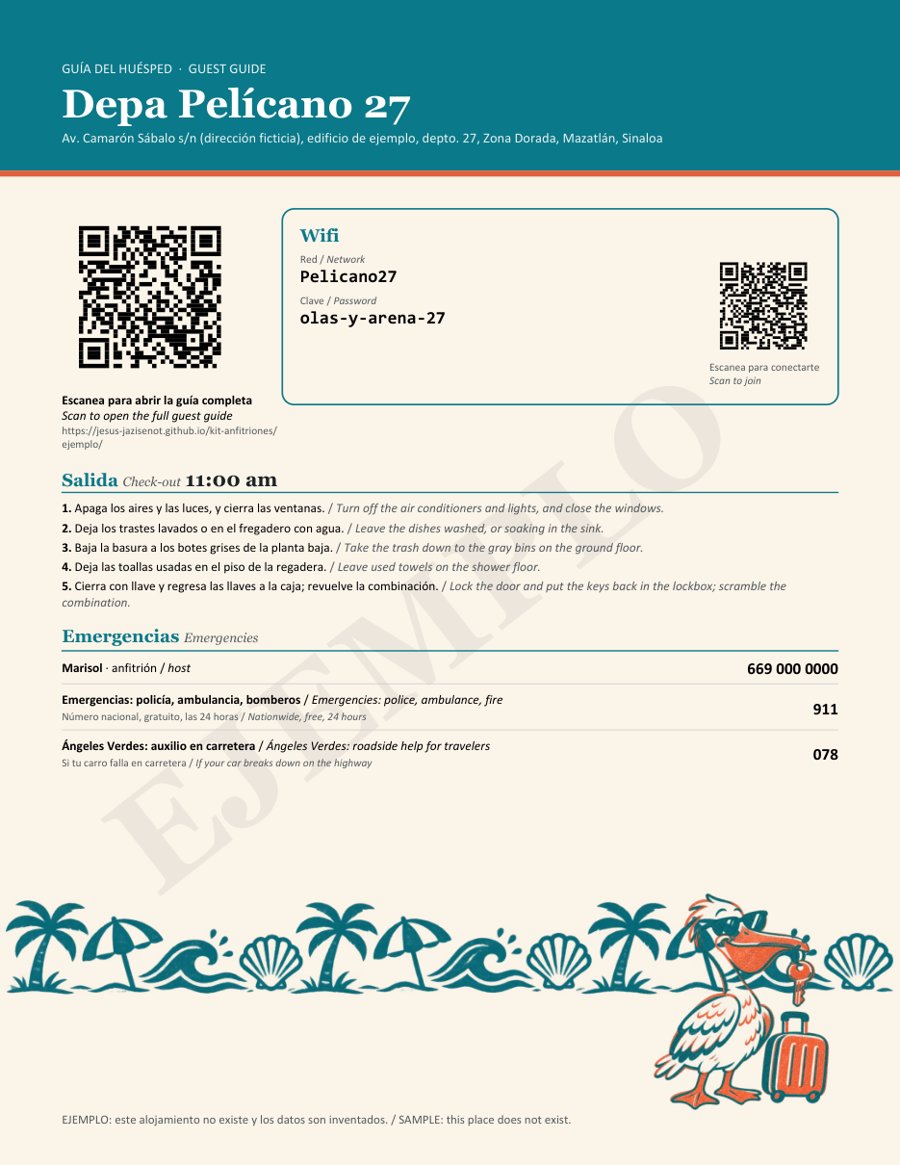 GUÍA DEL HUÉSPED · GUEST GUIDE
Depa Pelícano 27
Av. Camarón Sábalo s/n (dirección ficticia), edificio de ejemplo, depto. 27, Zona Dorada, Mazatlán, Sinaloa
Escanea para abrir la guía completa
Scan to open the full guest guide
https://jesus-jazisenot.github.io/kit-anfitriones/
ejemplo/
Wifi
Red / Network
Pelicano27
Clave / Password
olas-y-arena-27
Escanea para conectarte
Scan to join
Salida Check-out 11:00 am
1. Apaga los aires y las luces, y cierra las ventanas. / Turn off the air conditioners and lights, and close the windows.
2. Deja los trastes lavados o en el fregadero con agua. / Leave the dishes washed, or soaking in the sink.
3. Baja la basura a los botes grises de la planta baja. / Take the trash down to the gray bins on the ground floor.
4. Deja las toallas usadas en el piso de la regadera. / Leave used towels on the shower floor.
5. Cierra con llave y regresa las llaves a la caja; revuelve la combinación. / Lock the door and put the keys back in the lockbox; scramble the
combination.
Emergencias Emergencies
Marisol · anfitrión / host 669 000 0000
Emergencias: policía, ambulancia, bomberos / Emergencies: police, ambulance, fire
Número nacional, gratuito, las 24 horas / Nationwide, free, 24 hours
911
Ángeles Verdes: auxilio en carretera / Ángeles Verdes: roadside help for travelers
Si tu carro falla en carretera / If your car breaks down on the highway
078
EJEMPLO
EJEMPLO: este alojamiento no existe y los datos son inventados. / SAMPLE: this place does not exist.